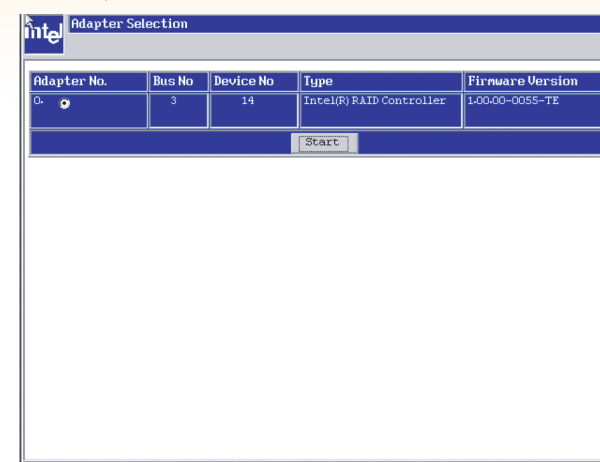 intel
Adapter Selection
Adapter No. Bus No Device No Type Firmware Version
0. 3 14 Intel(R) RAID Controller 1.00.00-0055-TE
Start